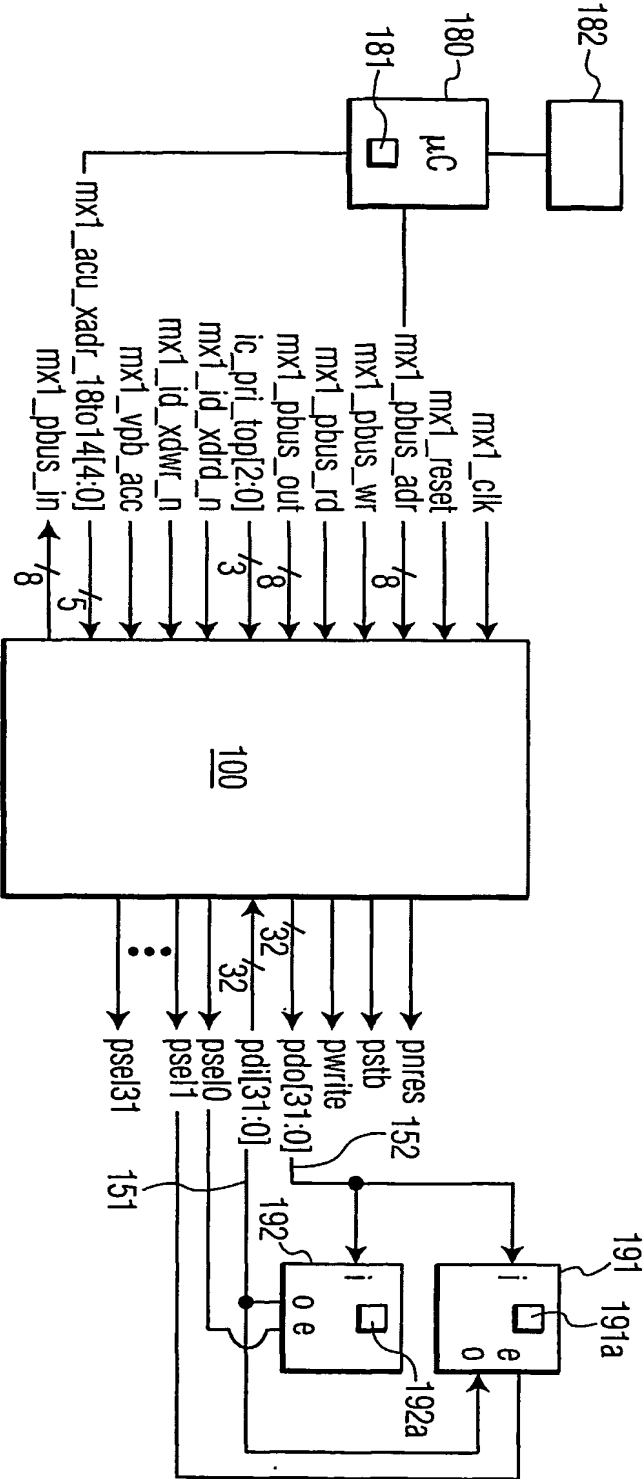 182
180
181
µC
mx1_clk
mx1_reset
mx1_pbus_adr
8
mx1_pbus_wr
mx1_pbus_rd
mx1_pbus_out
8
ic_pri_top[2:0]
3
mx1_id_xdrd_n
mx1_id_xdwr_n
mx1_vpb_acc
mx1_acu_xadr_18to14[4:0]
5
mx1_pbus_in
8
100
pnres
pstb
pwrite
pdo[31:0]
32
pdi[31:0]
32
psel0
psel1
psel31
152
151
191
191a
i
e
o
192
192a
i
o
e